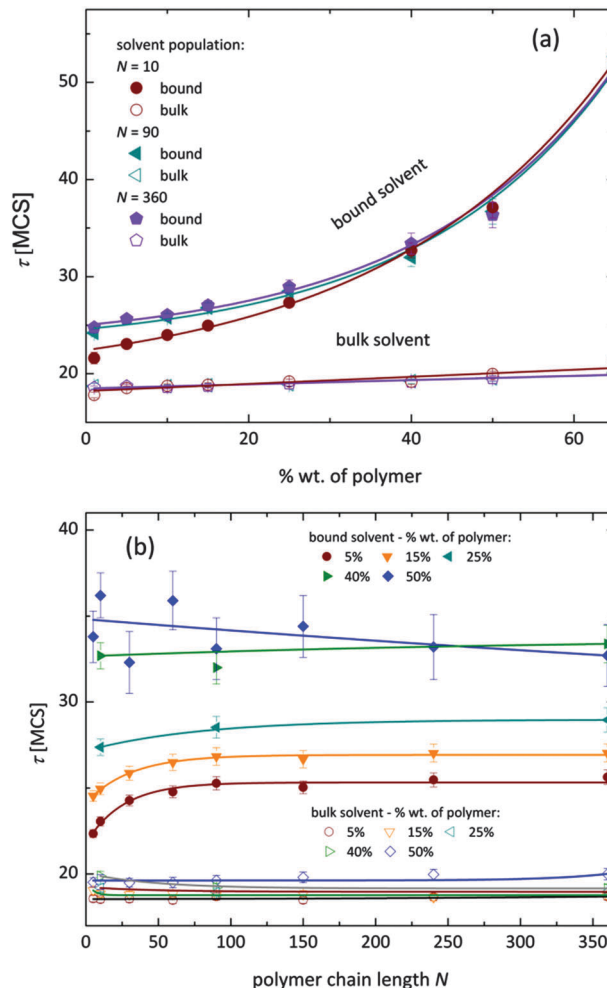 (a)
solvent population:
N = 10
bound
bulk
N = 90
bound
bulk
N = 360
bound
bulk
bound solvent
bulk solvent
50
40
30
20
τ [MCS]
0
20
40
60
% wt. of polymer
(b)
bound solvent - % wt. of polymer:
5% 15% 25%
40% 50%
bulk solvent - % wt. of polymer:
5% 15% 25%
40% 50%
40
30
20
τ [MCS]
0 50 100 150 200 250 300 350
polymer chain length N